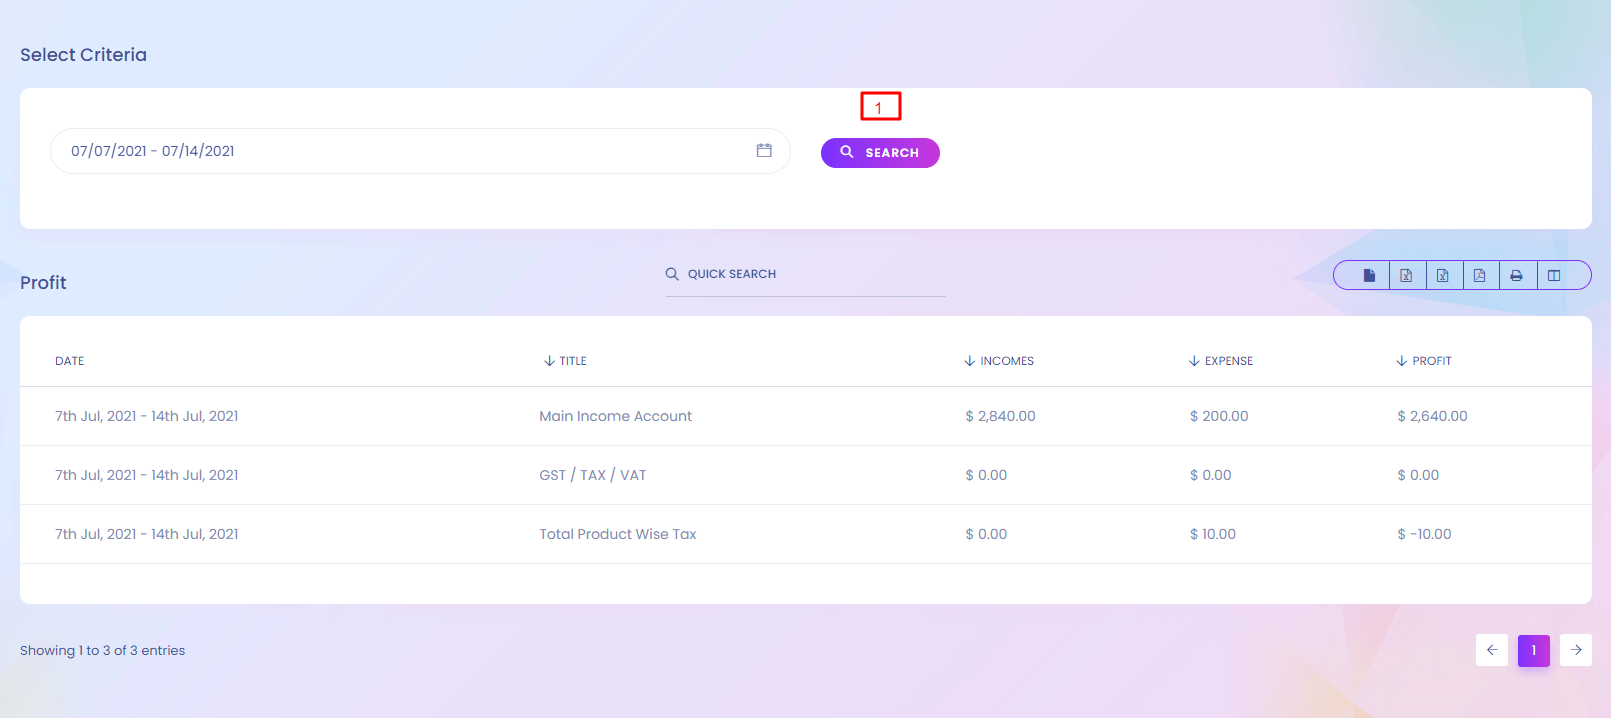 Select Criteria
1
07/07/2021 - 07/14/2021
SEARCH
Profit
QUICK SEARCH
DATE TITLE INCOMES EXPENSE PROFIT
7th Jul, 2021 - 14th Jul, 2021 Main Income Account $ 2,840.00 $ 200.00 $ 2,640.00
7th Jul, 2021 - 14th Jul, 2021 GST / TAX / VAT $ 0.00 $ 0.00 $ 0.00
7th Jul, 2021 - 14th Jul, 2021 Total Product Wise Tax $ 0.00 $ 10.00 $ -10.00
Showing 1 to 3 of 3 entries
1